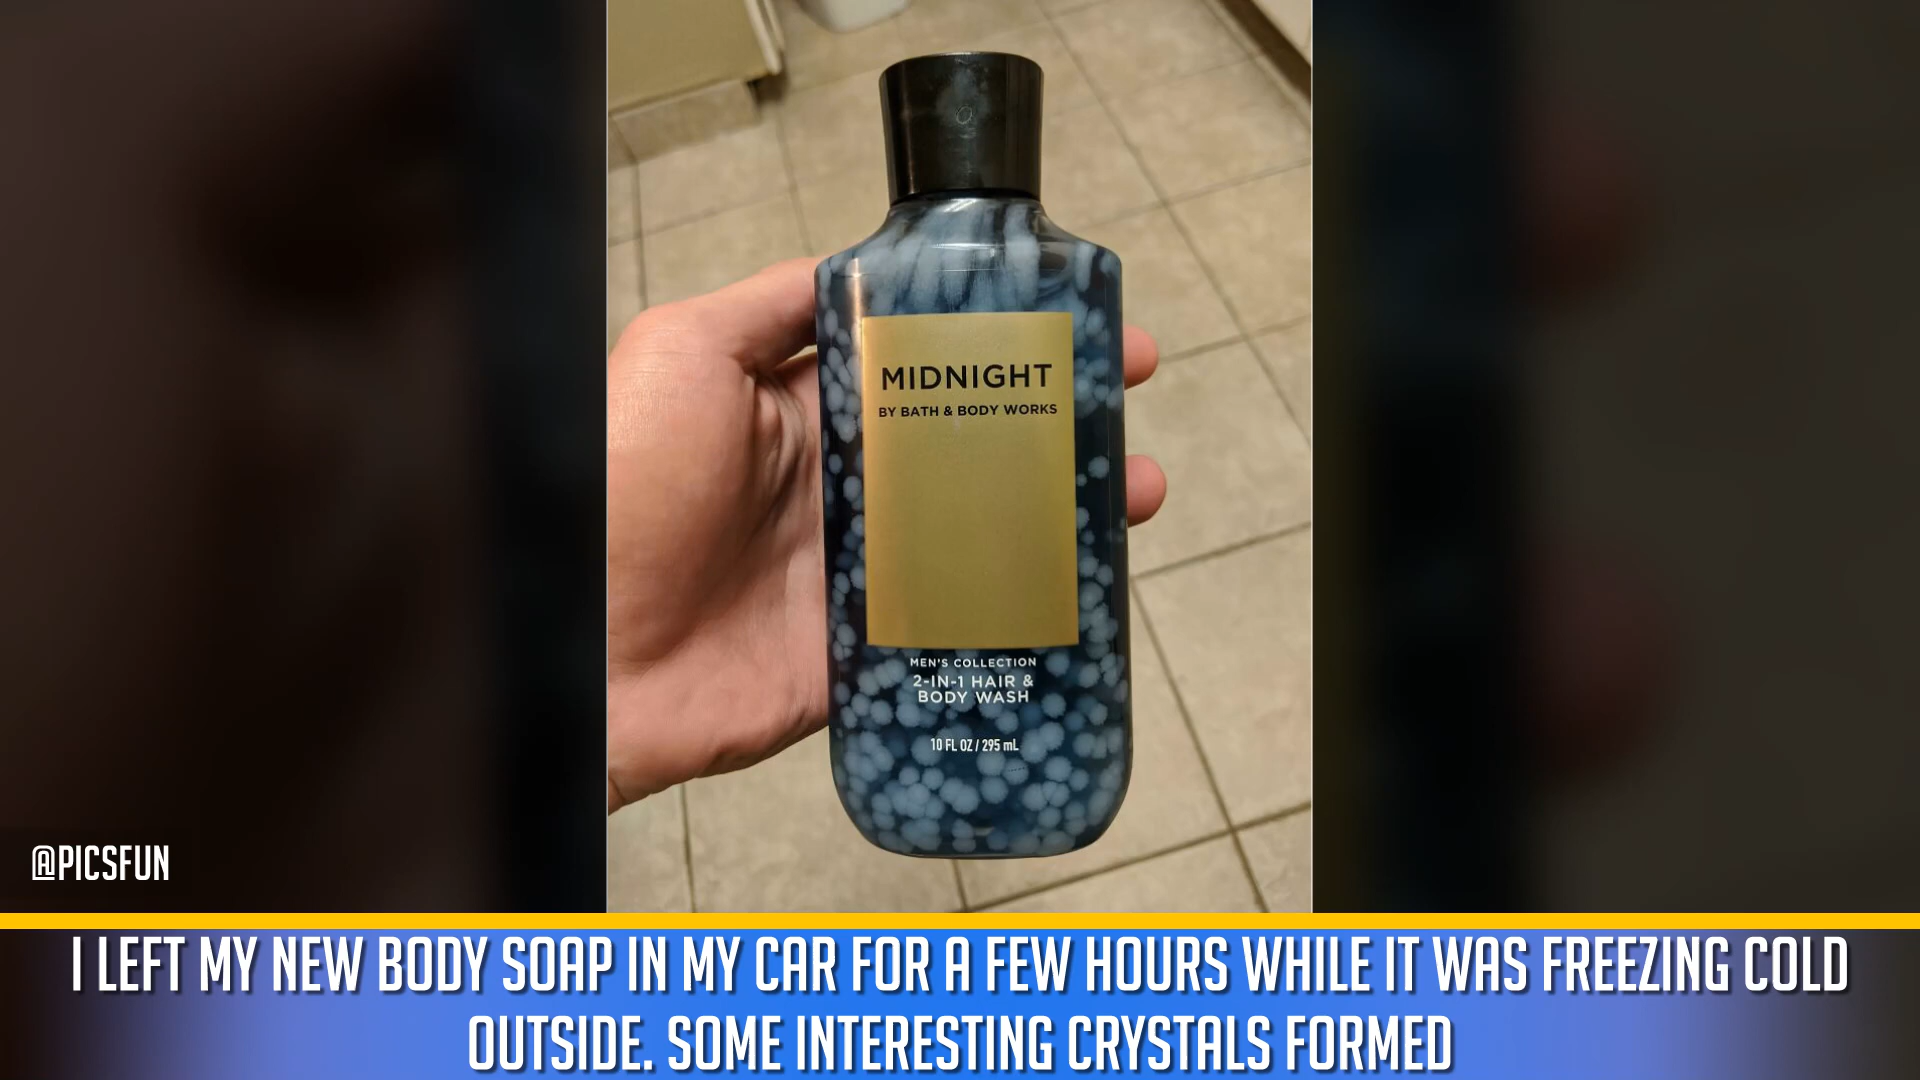 MIDNIGHT
BY BATH & BODY WORKS
MEN'S COLLECTION
2-IN-1 HAIR &
BODY WASH
10 FL OZ / 295 mL
@PICSFUN
I LEFT MY NEW BODY SOAP IN MY CAR FOR A FEW HOURS WHILE IT WAS FREEZING COLD
OUTSIDE. SOME INTERESTING CRYSTALS FORMED